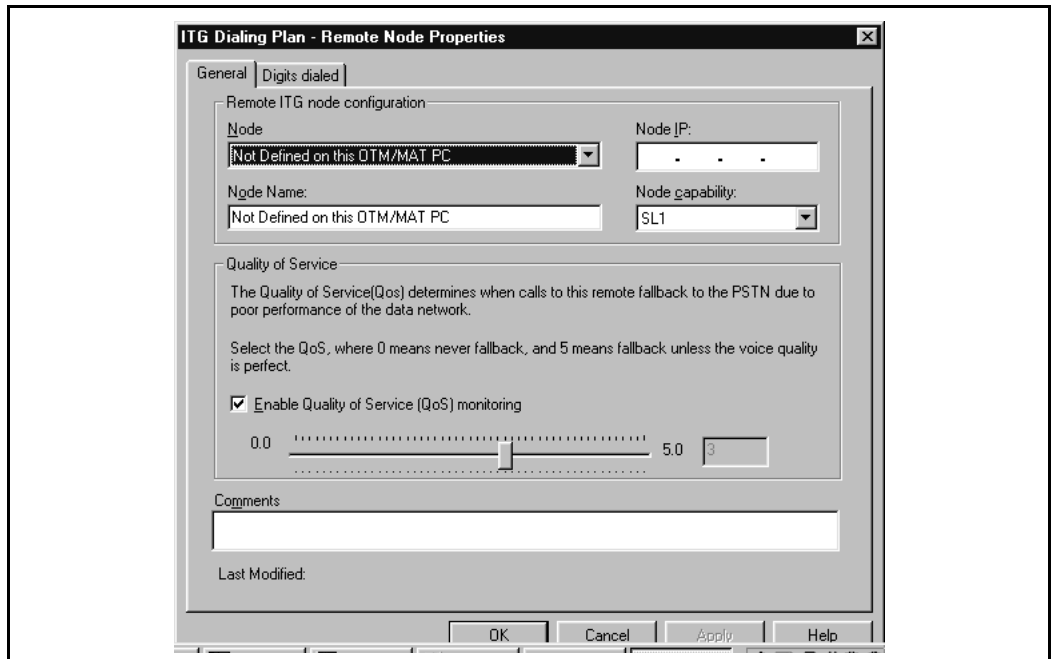 ITG Dialing Plan - Remote Node Properties
General
Digits dialed
Remote ITG node configuration
Node
Node IP:
Not Defined on this OTM/MAT PC
. . .
Node Name:
Node capability:
Not Defined on this OTM/MAT PC
SL1
Quality of Service
The Quality of Service(Qos) determines when calls to this remote fallback to the PSTN due to
poor performance of the data network.
Select the QoS, where 0 means never fallback, and 5 means fallback unless the voice quality
is perfect.
Enable Quality of Service (QoS) monitoring
0.0
5.0
3
Comments
Last Modified:
OK
Cancel
Apply
Help